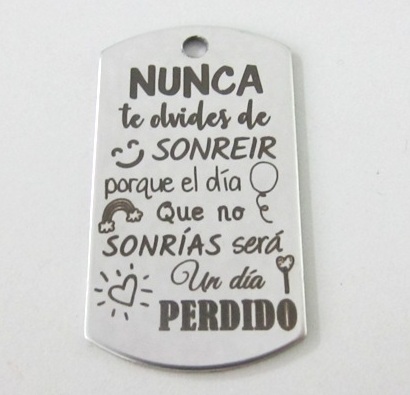 NUNCA
te olvides de
SONREIR
porque el día
Que no
SONRÍAS será
Un día
PERDIDO